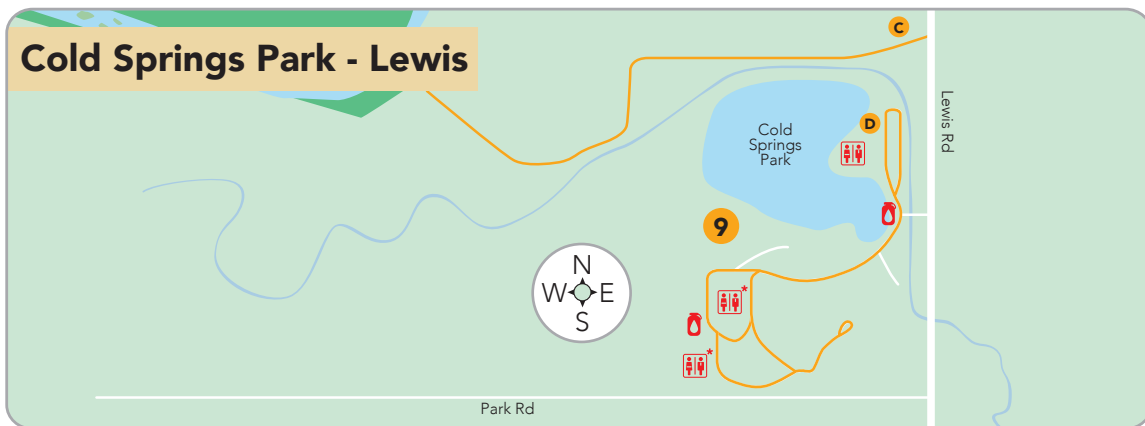 Cold Springs Park - Lewis
C
Lewis Rd
D
Cold
Springs
Park
9
N
W E
S
*
*
Park Rd